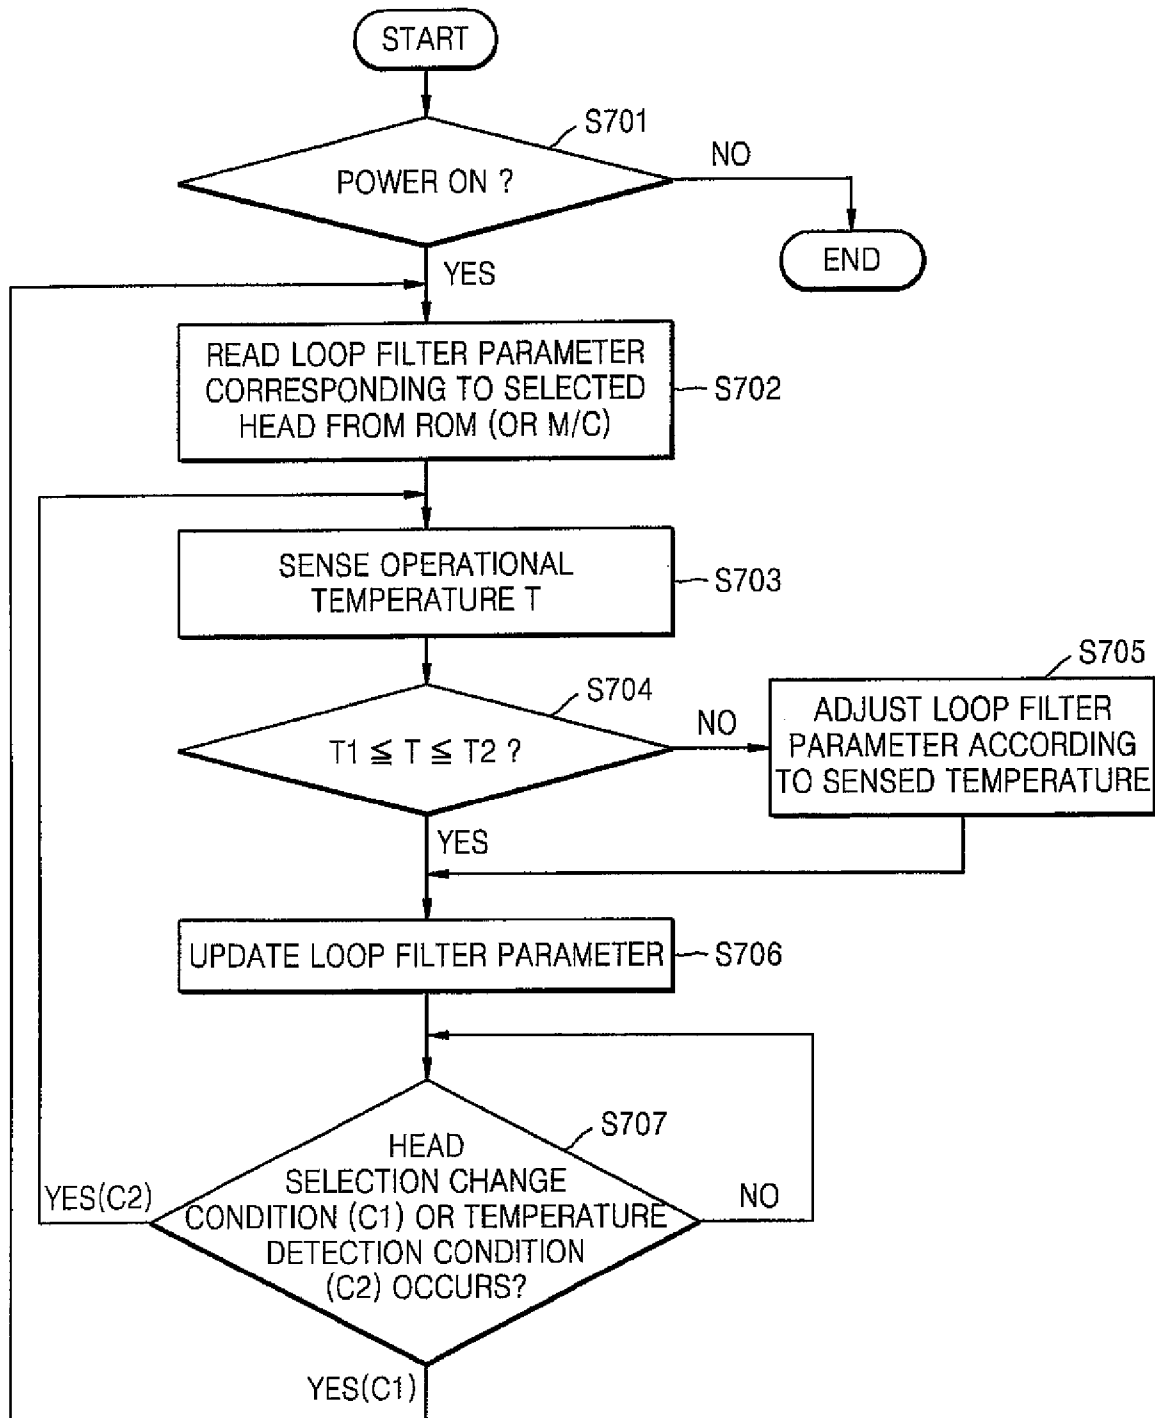 START
S701
POWER ON ?
NO
END
YES
READ LOOP FILTER PARAMETER
CORRESPONDING TO SELECTED
HEAD FROM ROM (OR M/C)
S702
SENSE OPERATIONAL
TEMPERATURE T
S703
S704
T1 ≦ T ≦ T2 ?
NO
S705
ADJUST LOOP FILTER
PARAMETER ACCORDING
TO SENSED TEMPERATURE
YES
UPDATE LOOP FILTER PARAMETER
S706
S707
HEAD
SELECTION CHANGE
CONDITION (C1) OR TEMPERATURE
DETECTION CONDITION
(C2) OCCURS?
YES(C2)
NO
YES(C1)